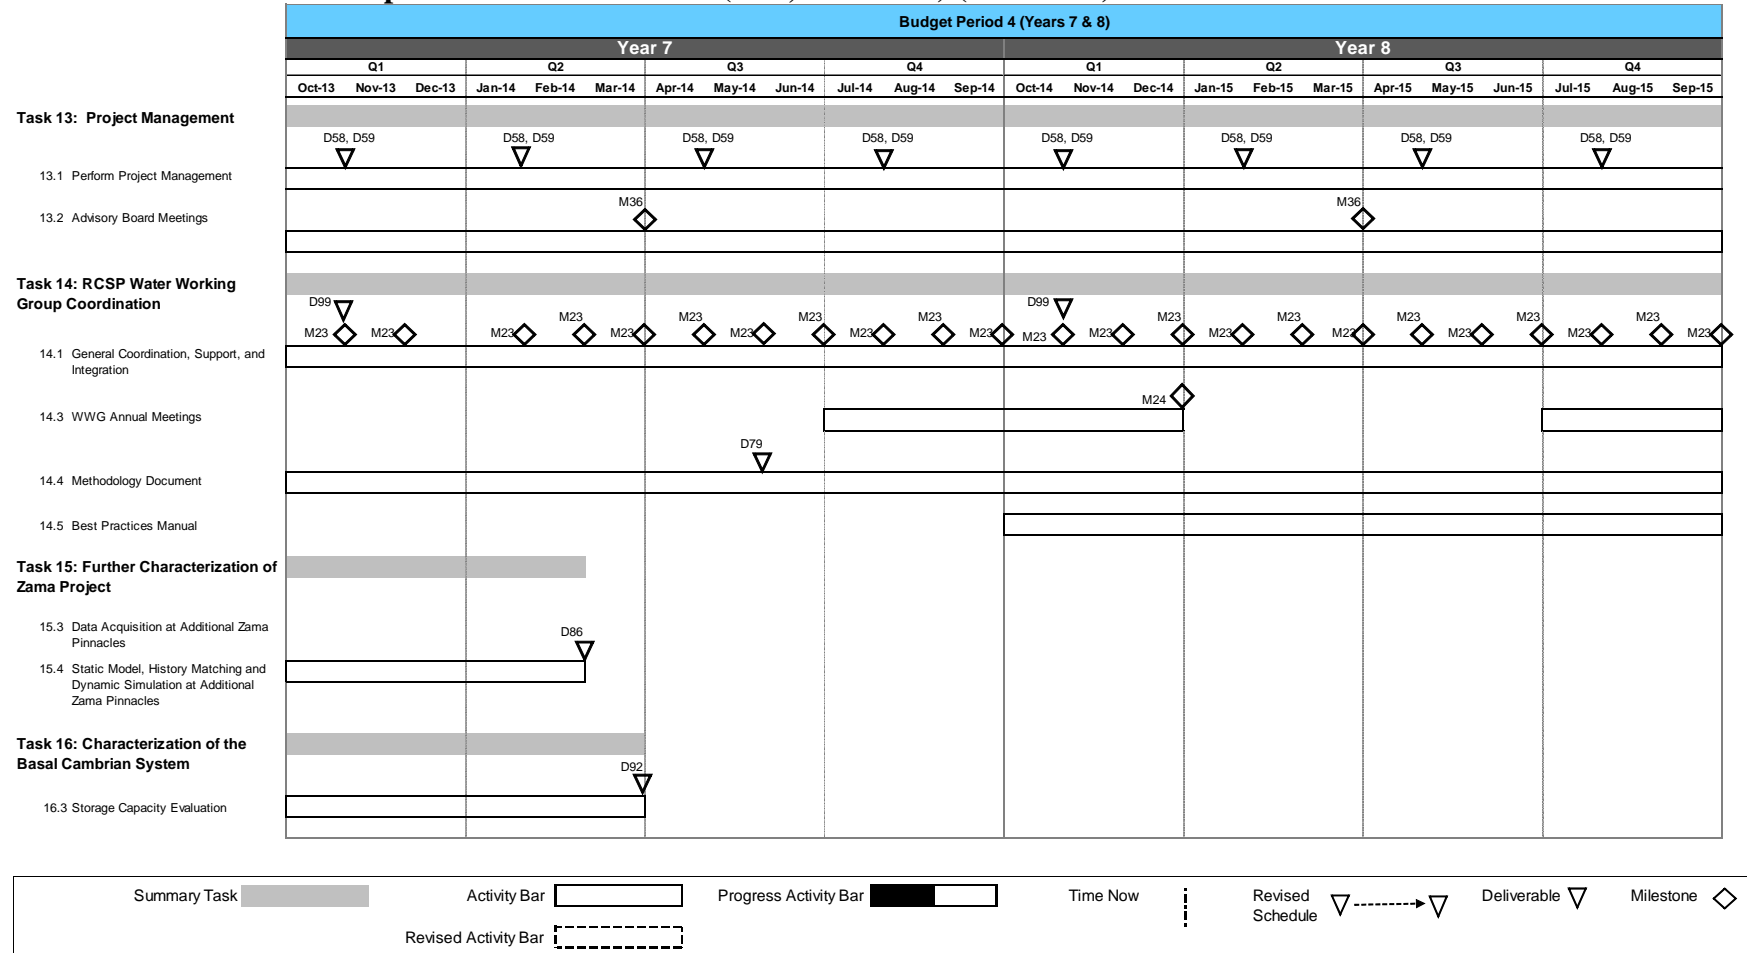 Budget Period 4 (Years 7 & 8)
Year 7 Year 8
Q1 Q2 Q3 Q4 Q1 Q2 Q3 Q4
Oct-13 Nov-13 Dec-13 Jan-14 Feb-14 Mar-14 Apr-14 May-14 Jun-14 Jul-14 Aug-14 Sep-14 Oct-14 Nov-14 Dec-14 Jan-15 Feb-15 Mar-15 Apr-15 May-15 Jun-15 Jul-15 Aug-15 Sep-15
Task 13: Project Management
D58, D59 D58, D59 D58, D59 D58, D59 D58, D59 D58, D59 D58, D59 D58, D59
13.1 Perform Project Management
M36 M36
13.2 Advisory Board Meetings
Task 14: RCSP Water Working
Group Coordination
D99 D99
M23 M23 M23 M23 M23 M23 M23 M23 M23 M23 M23 M23 M23 M23 M23 M23 M23 M23 M23 M23 M23 M23 M23
14.1 General Coordination, Support, and
Integration
M24
14.3 WWG Annual Meetings
D79
14.4 Methodology Document
14.5 Best Practices Manual
Task 15: Further Characterization of
Zama Project
15.3 Data Acquisition at Additional Zama
Pinnacles
D86
15.4 Static Model, History Matching and
Dynamic Simulation at Additional
Zama Pinnacles
Task 16: Characterization of the
Basal Cambrian System
D92
16.3 Storage Capacity Evaluation
Summary Task Activity Bar Progress Activity Bar Time Now Revised Deliverable Milestone
Schedule
Revised Activity Bar